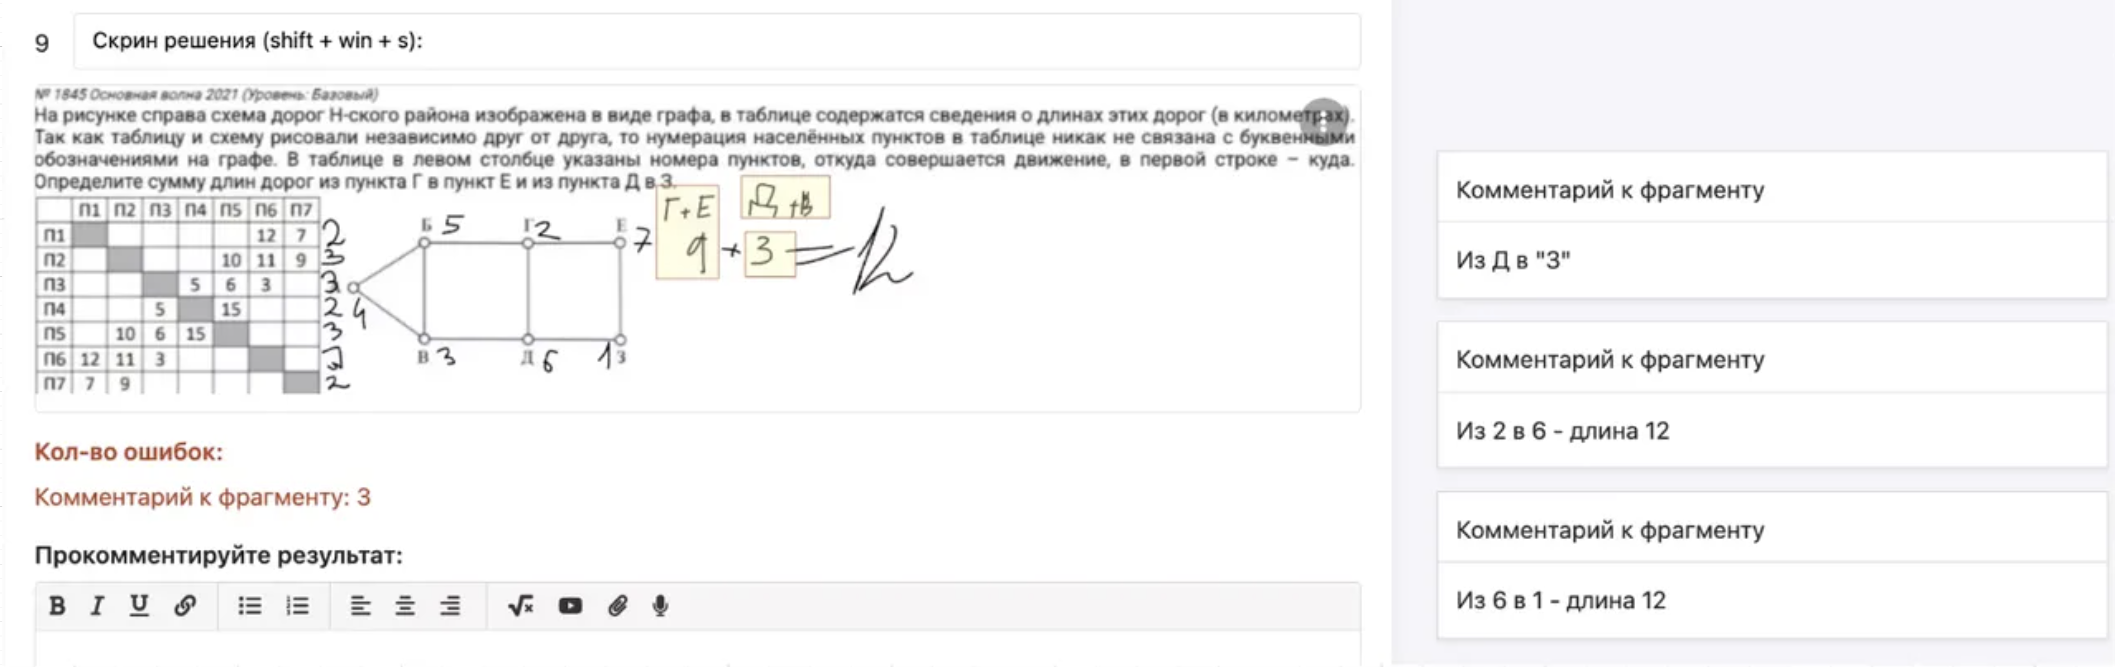 9
Скрин решения (shift + win + s):
№ 1845 Основная волна 2021 (Уровень: Базовый)
На рисунке справа схема дорог Н-ского района изображена в виде графа, в таблице содержатся сведения о длинах этих дорог (в километрах).
Так как таблицу и схему рисовали независимо друг от друга, то нумерация населённых пунктов в таблице никак не связана с буквенными
обозначениями на графе. В таблице в левом столбце указаны номера пунктов, откуда совершается движение, в первой строке – куда.
Определите сумму длин дорог из пункта Г в пункт Е и из пункта Д в З.
П1 П2 П3 П4 П5 П6 П7
П1 12 7 2
П2 10 11 9 3
П3 5 6 3 3
П4 5 15 2
П5 10 6 15 3
П6 12 11 3
П7 7 9 2
4
Б 5
Г 2
Е 7
В 3
Д 6
1 З
Г+Е
Д+В
9 + 3 = 12
Кол-во ошибок:
Комментарий к фрагменту: 3
Прокомментируйте результат:
B I U
Комментарий к фрагменту
Из Д в "З"
Комментарий к фрагменту
Из 2 в 6 - длина 12
Комментарий к фрагменту
Из 6 в 1 - длина 12